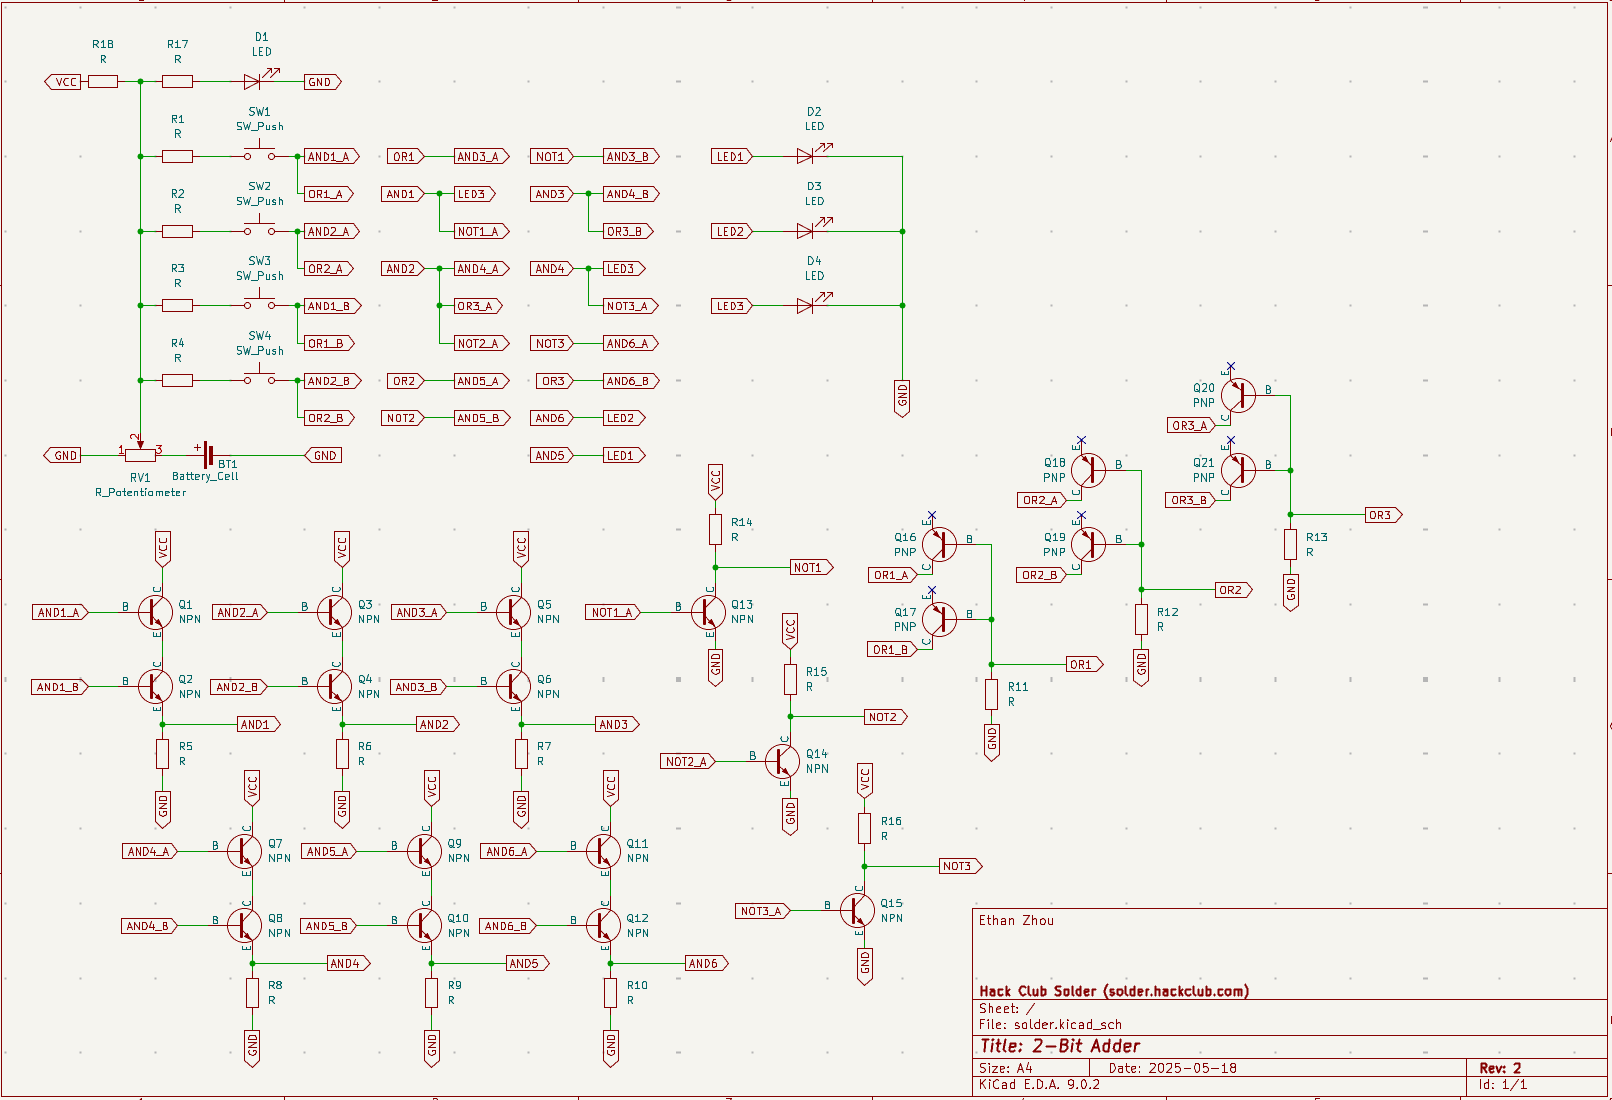 R18
R
R17
R
D1
LED
VCC
GND
R1
R
SW1
SW_Push
AND1_A
OR1_A
R2
R
SW2
SW_Push
AND2_A
OR2_A
R3
R
SW3
SW_Push
AND1_B
OR1_B
R4
R
SW4
SW_Push
AND2_B
OR2_B
GND
1
2
3
+
RV1
R_Potentiometer
BT1
Battery_Cell
GND
OR1
AND3_A
AND1
LED3
NOT1_A
AND2
AND4_A
OR3_A
NOT2_A
OR2
AND5_A
NOT2
AND5_B
NOT1
AND3_B
AND3
AND4_B
OR3_B
AND4
LED3
NOT3_A
NOT3
AND6_A
OR3
AND6_B
AND6
LED2
AND5
LED1
D2
LED
LED1
D3
LED
LED2
D4
LED
LED3
GND
VCC
AND1_A
B
C
E
Q1
NPN
AND1_B
B
C
E
Q2
NPN
AND1
R5
R
GND
VCC
AND2_A
B
C
E
Q3
NPN
AND2_B
B
C
E
Q4
NPN
AND2
R6
R
GND
VCC
AND3_A
B
C
E
Q5
NPN
AND3_B
B
C
E
Q6
NPN
AND3
R7
R
GND
VCC
AND4_A
B
C
E
Q7
NPN
AND4_B
B
C
E
Q8
NPN
AND4
R8
R
GND
VCC
AND5_A
B
C
E
Q9
NPN
AND5_B
B
C
E
Q10
NPN
AND5
R9
R
GND
VCC
AND6_A
B
C
E
Q11
NPN
AND6_B
B
C
E
Q12
NPN
AND6
R10
R
GND
VCC
R14
R
NOT1
NOT1_A
B
C
E
Q13
NPN
GND
VCC
R15
R
NOT2
NOT2_A
B
C
E
Q14
NPN
GND
VCC
R16
R
NOT3
NOT3_A
B
C
E
Q15
NPN
GND
E
Q16
PNP
B
C
OR1_A
E
Q17
PNP
B
C
OR1_B
OR1
R11
R
GND
E
Q18
PNP
B
C
OR2_A
E
Q19
PNP
B
C
OR2_B
OR2
R12
R
GND
E
Q20
PNP
B
C
OR3_A
E
Q21
PNP
B
C
OR3_B
OR3
R13
R
GND
Ethan Zhou
Hack Club Solder (solder.hackclub.com)
Sheet: /
File: solder.kicad_sch
Title: 2-Bit Adder
Size: A4
Date: 2025-05-18
Rev: 2
KiCad E.D.A. 9.0.2
Id: 1/1